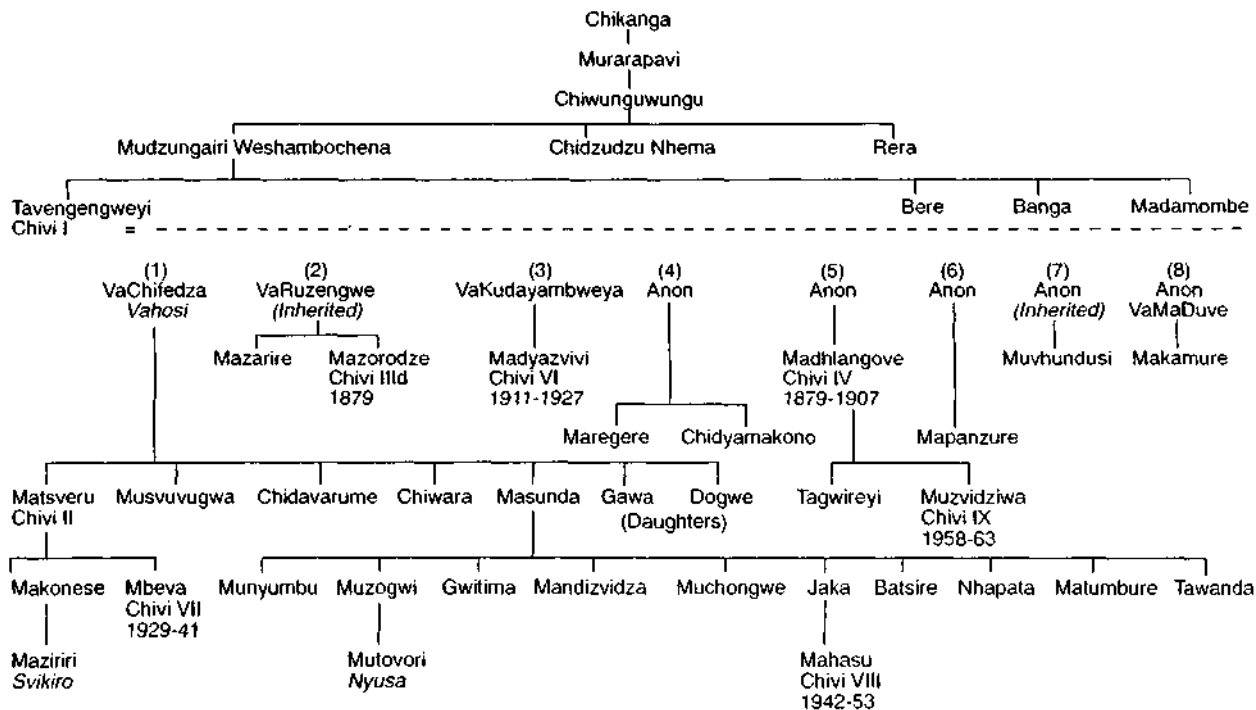 Chikanga
Murarapavi
Chiwunguwungu
Mudzungairi Weshambochena Chidzudzu Nhema Rera
Tavengengweyi Bere Banga Madamombe
Chivi I =
(1) (2) (3) (4) (5) (6) (7) (8)
VaChifedza VaRuzengwe VaKudayambweya Anon Anon Anon Anon Anon
Vahosi (Inherited) (Inherited) VaMaDuve
Mazarire Mazorodze Madyazvivi Madhlangove Muvhundusi Makamure
Chivi IIId Chivi VI Chivi IV
1879 1911-1927 1879-1907
Maregere Chidyamakono Mapanzure
Matsveru Musvuvugwa Chidavarume Chiwara Masunda Gawa Dogwe Tagwireyi Muzvidziwa
Chivi II (Daughters) Chivi IX
1958-63
Makonese Mbeva Munyumbu Muzogwi Gwitima Mandizvidza Muchongwe Jaka Batsire Nhapata Matumbure Tawanda
Chivi VII
1929-41
Maziriri Mutovori Mahasu
Svikiro Nyusa Chivi VIII
1942-53